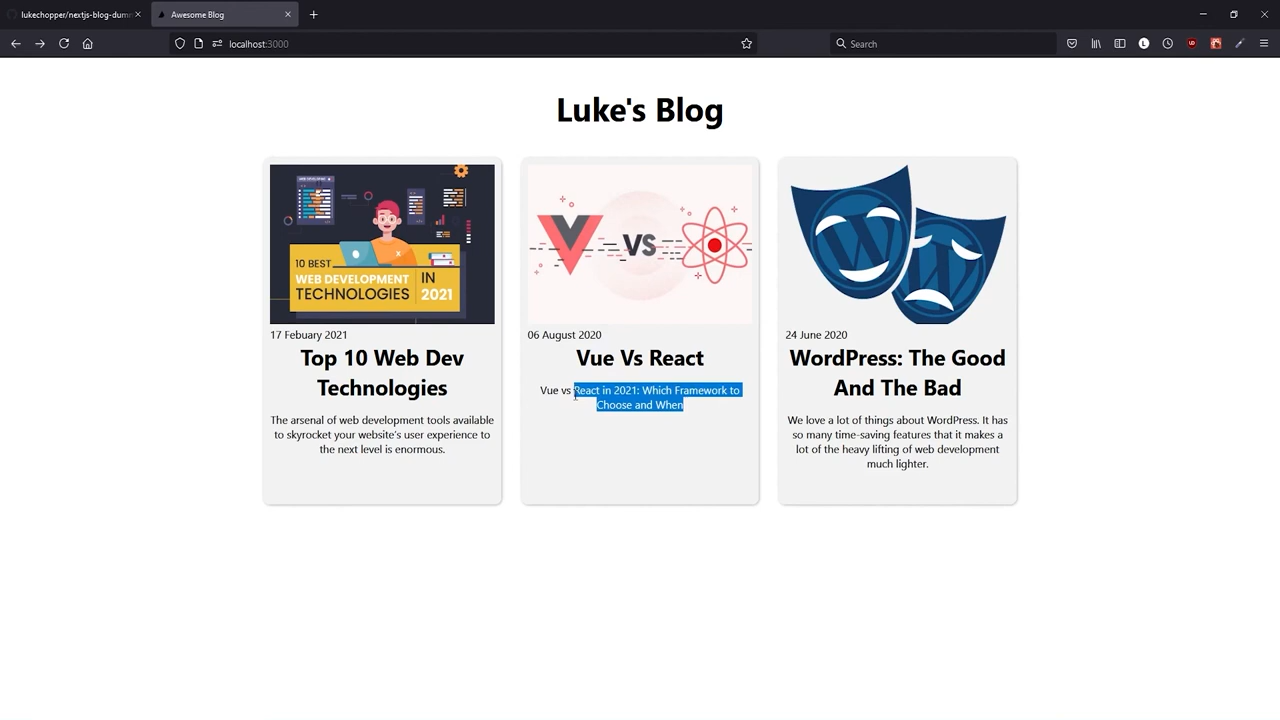 lukechopper/nextjs-blog-dumm
Awesome Blog
localhost:3000
Search
Luke's Blog
10 BEST
WEB DEVELOPMENT
TECHNOLOGIES
IN
2021
17 Febuary 2021
Top 10 Web Dev
Technologies
The arsenal of web development tools available
to skyrocket your website's user experience to
the next level is enormous.
VS
06 August 2020
Vue Vs React
Vue vs React in 2021: Which Framework to
Choose and When
24 June 2020
WordPress: The Good
And The Bad
We love a lot of things about WordPress. It has
so many time-saving features that it makes a
lot of the heavy lifting of web development
much lighter.